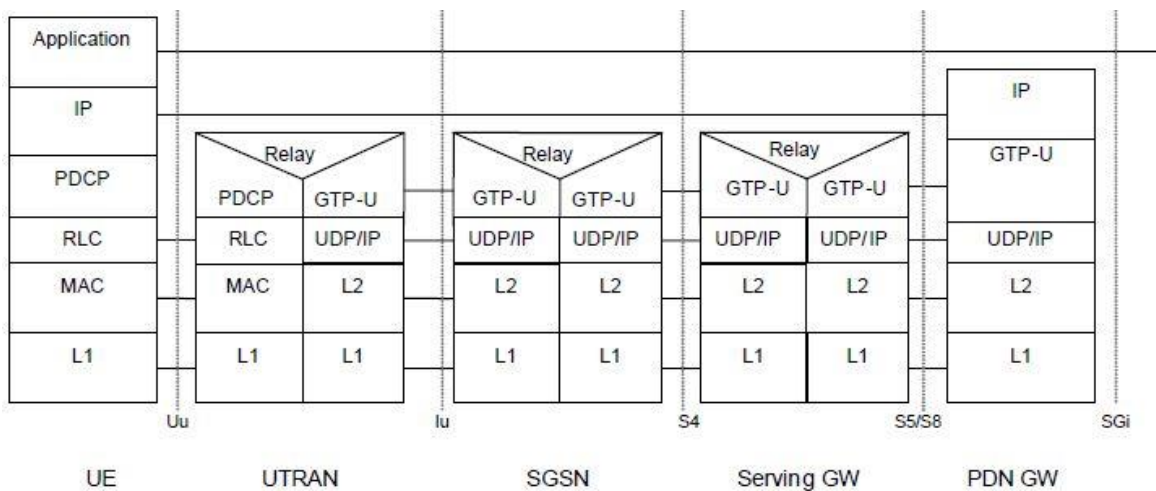 Application
IP
IP
Relay
Relay
Relay
GTP-U
PDCP
PDCP
GTP-U
GTP-U
GTP-U
GTP-U
GTP-U
RLC
RLC
UDP/IP
UDP/IP
UDP/IP
UDP/IP
UDP/IP
UDP/IP
MAC
MAC
L2
L2
L2
L2
L2
L2
L1
L1
L1
L1
L1
L1
L1
L1
Uu
Iu
S4
S5/S8
SGi
UE
UTRAN
SGSN
Serving GW
PDN GW